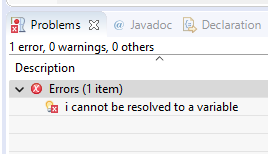 Problems @ Javadoc Declaration
1 error, 0 warnings, 0 others
Description
Errors (1 item)
i cannot be resolved to a variable